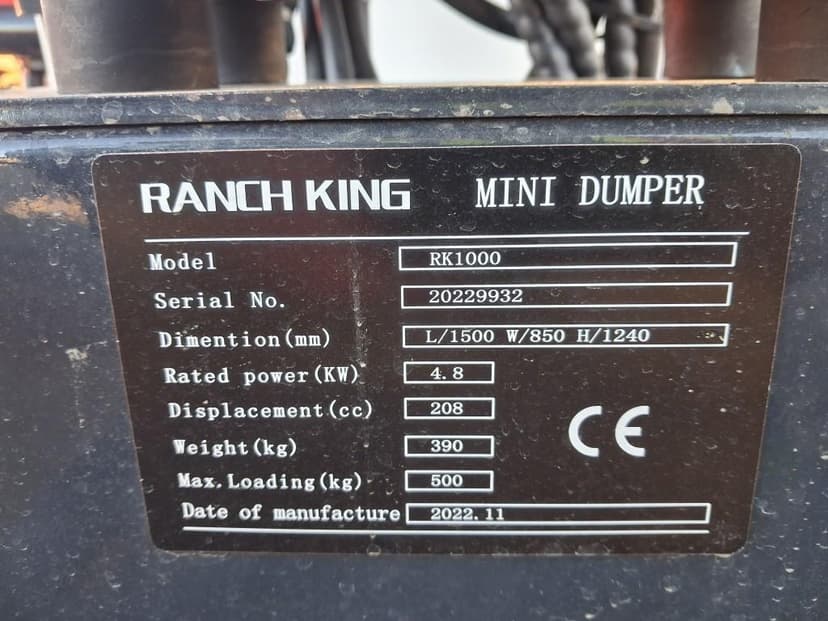 RANCH KING MINI DUMPER
Model RK1000
Serial No. 20229932
Dimention(mm) L/1500 W/850 H/1240
Rated power(KW) 4.8
Displacement(cc) 208
Weight(kg) 390
Max.Loading(kg) 500
Date of manufacture 2022.11
CE